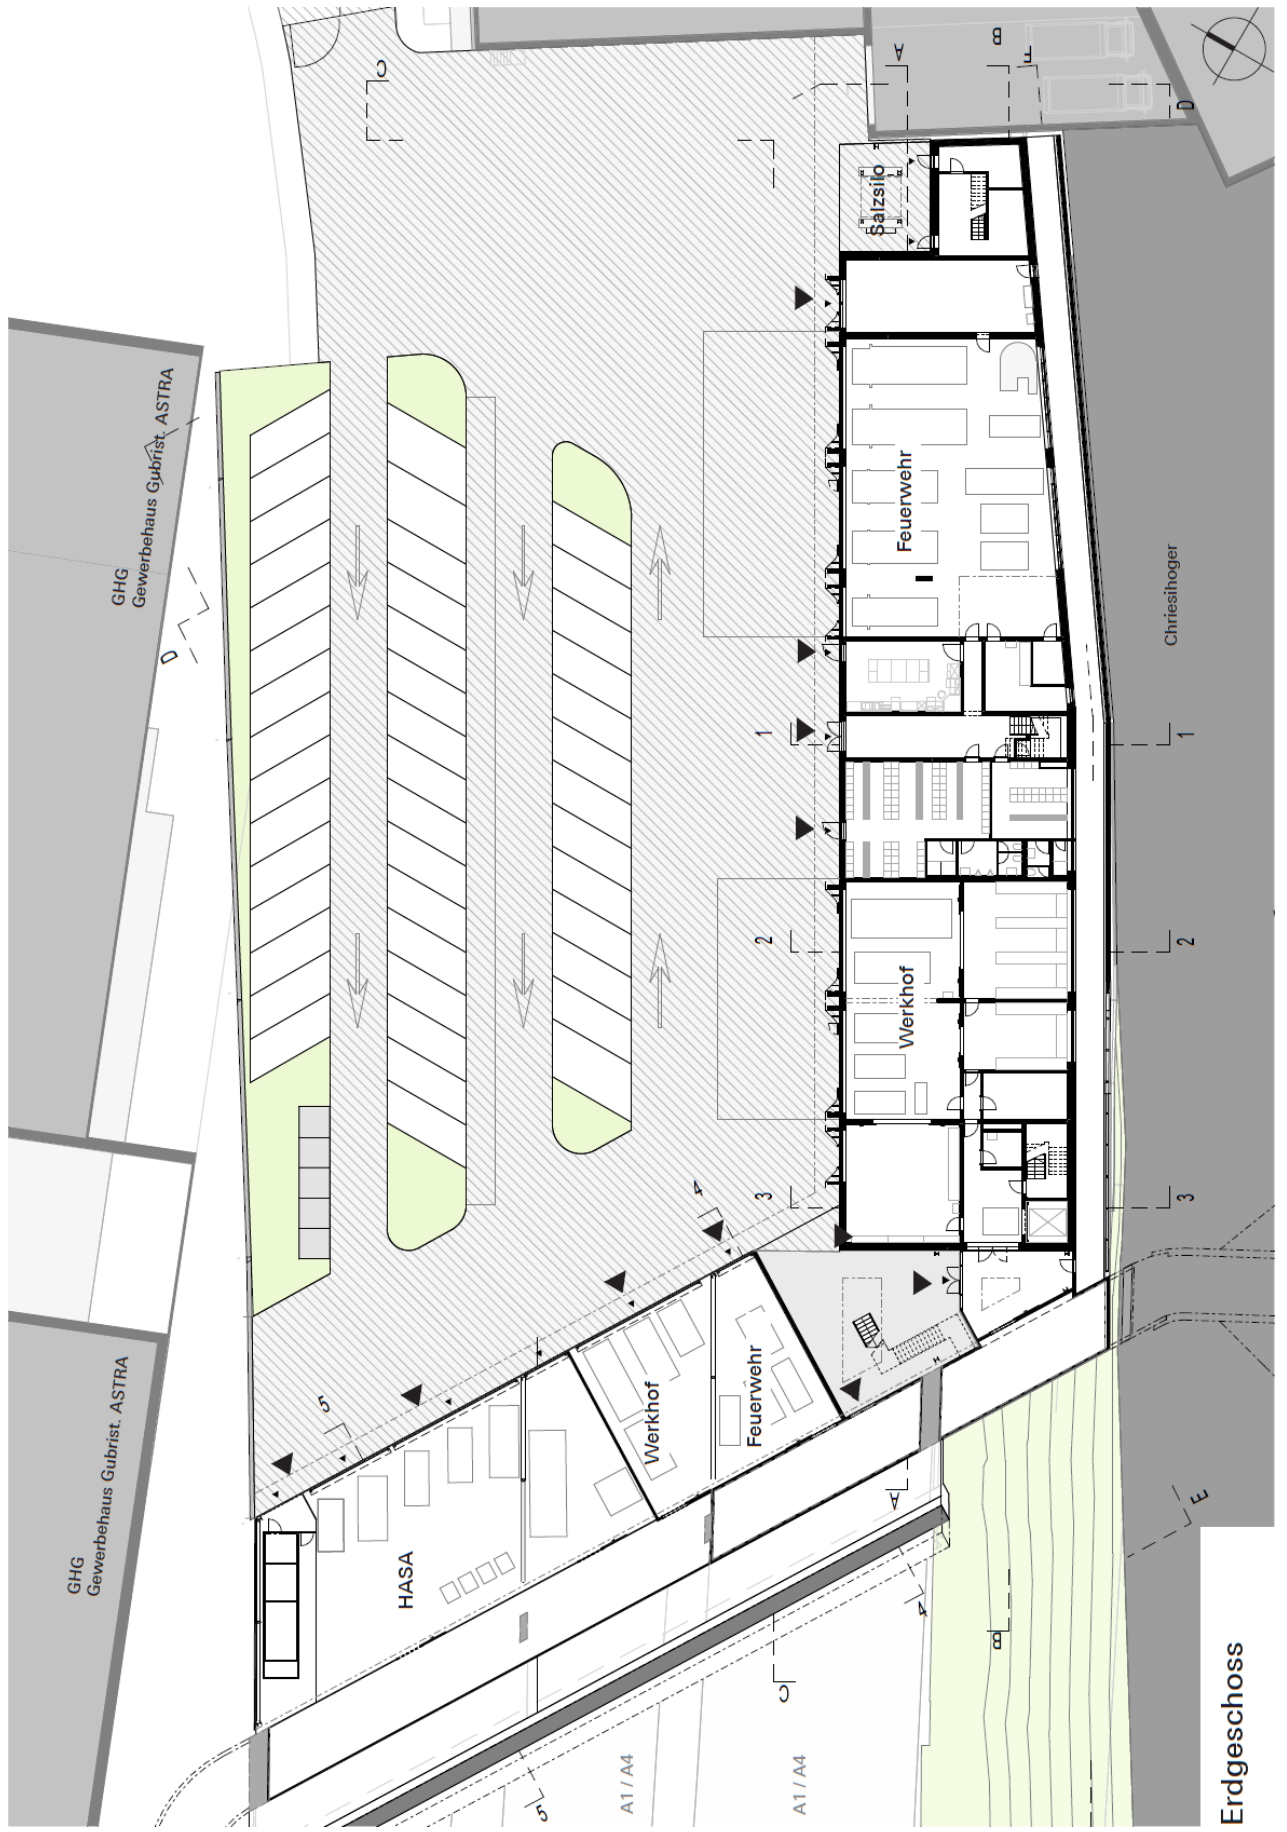 C
A
B
F
D
Salzsilo
GHG
Gewerbehaus Gubrist. ASTRA
D
Feuerwehr
Chriesihoger
1
1
2
2
Werkhof
3
3
4
5
Werkhof
Feuerwehr
HASA
GHG
Gewerbehaus Gubrist. ASTRA
A
E
4
B
C
5
A1 / A4
A1 / A4
Erdgeschoss